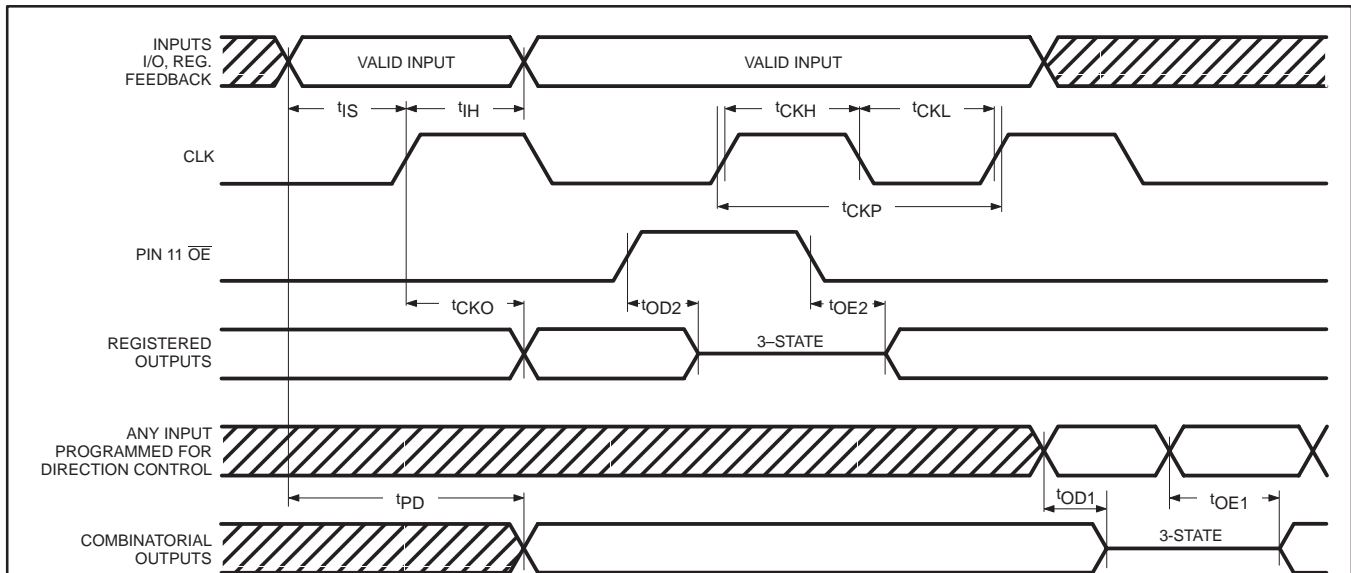 INPUTS
I/O, REG.
FEEDBACK
VALID INPUT
VALID INPUT
tIS
tIH
tCKH
tCKL
CLK
tCKP
PIN 11 O̅E̅
tCKO
tOD2
tOE2
REGISTERED
OUTPUTS
3–STATE
ANY INPUT
PROGRAMMED FOR
DIRECTION CONTROL
tPD
tOD1
tOE1
COMBINATORIAL
OUTPUTS
3-STATE